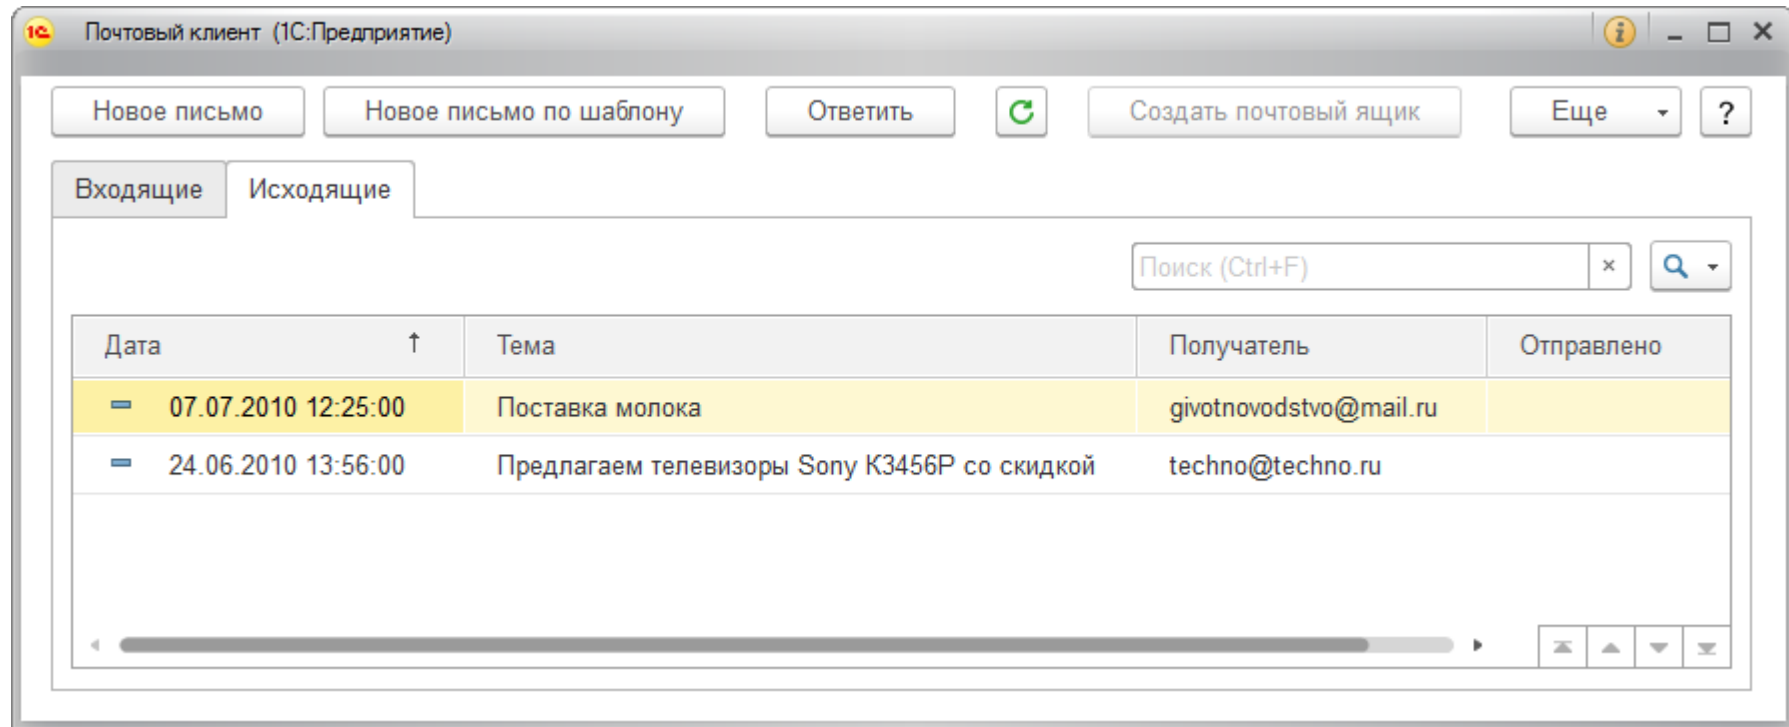 1С Почтовый клиент (1С:Предприятие) i
Новое письмо Новое письмо по шаблону Ответить Создать почтовый ящик Еще ?
Входящие Исходящие
Поиск (Ctrl+F) ×
Дата ↑ Тема Получатель Отправлено
07.07.2010 12:25:00 Поставка молока givotnovodstvo@mail.ru
24.06.2010 13:56:00 Предлагаем телевизоры Sony К3456Р со скидкой techno@techno.ru